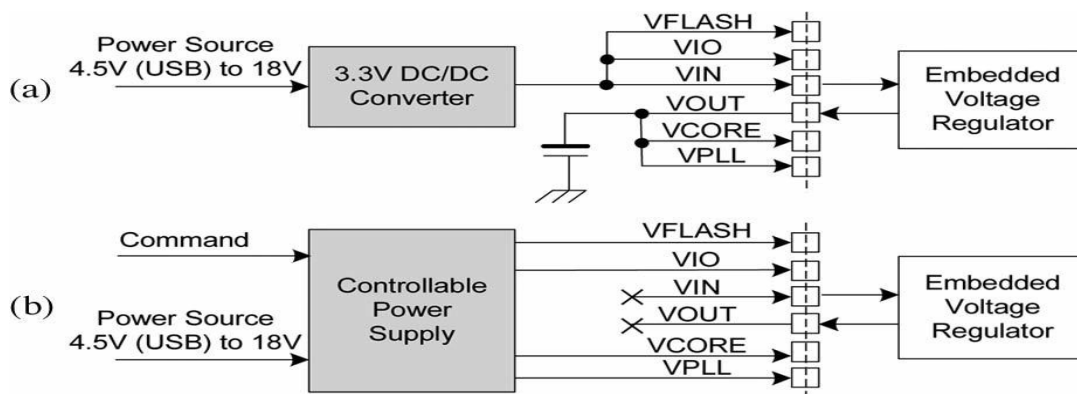 (a)
Power Source
4.5V (USB) to 18V
3.3V DC/DC
Converter
VFLASH
VIO
VIN
VOUT
VCORE
VPLL
Embedded
Voltage
Regulator
(b)
Command
Power Source
4.5V (USB) to 18V
Controllable
Power
Supply
VFLASH
VIO
VIN
VOUT
VCORE
VPLL
Embedded
Voltage
Regulator